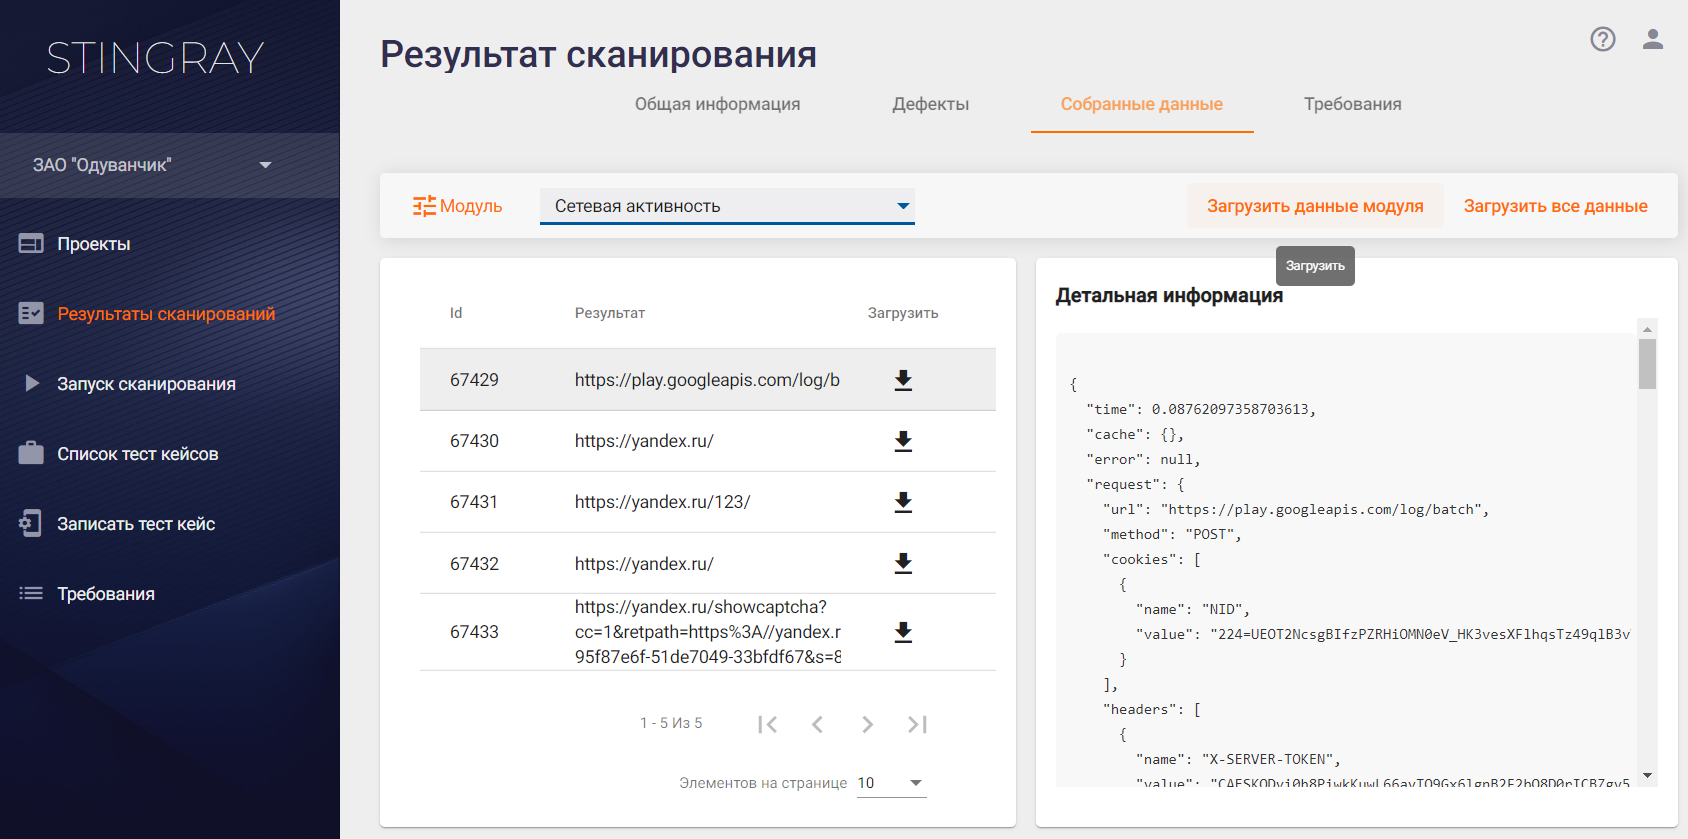 STINGRAY
ЗАО "Одуванчик"
Проекты
Результаты сканирований
Запуск сканирования
Список тест кейсов
Записать тест кейс
Требования
Результат сканирования
Общая информация
Дефекты
Собранные данные
Требования
Модуль
Сетевая активность
Загрузить данные модуля
Загрузить все данные
Загрузить
Id
Результат
Загрузить
67429
https://play.googleapis.com/log/b
67430
https://yandex.ru/
67431
https://yandex.ru/123/
67432
https://yandex.ru/
67433
https://yandex.ru/showcaptcha?
cc=1&retpath=https%3A//yandex.r
95f87e6f-51de7049-33bfdf67&s=8
1 - 5 Из 5
Элементов на странице 10
Детальная информация
{
"time": 0.08762097358703613,
"cache": {},
"error": null,
"request": {
"url": "https://play.googleapis.com/log/batch",
"method": "POST",
"cookies": [
{
"name": "NID",
"value": "224=UEOT2NcsgBIfzPZRHiOMN0eV_HK3vesXFlhqsTz49qlB3v
}
],
"headers": [
{
"name": "X-SERVER-TOKEN",
"value":